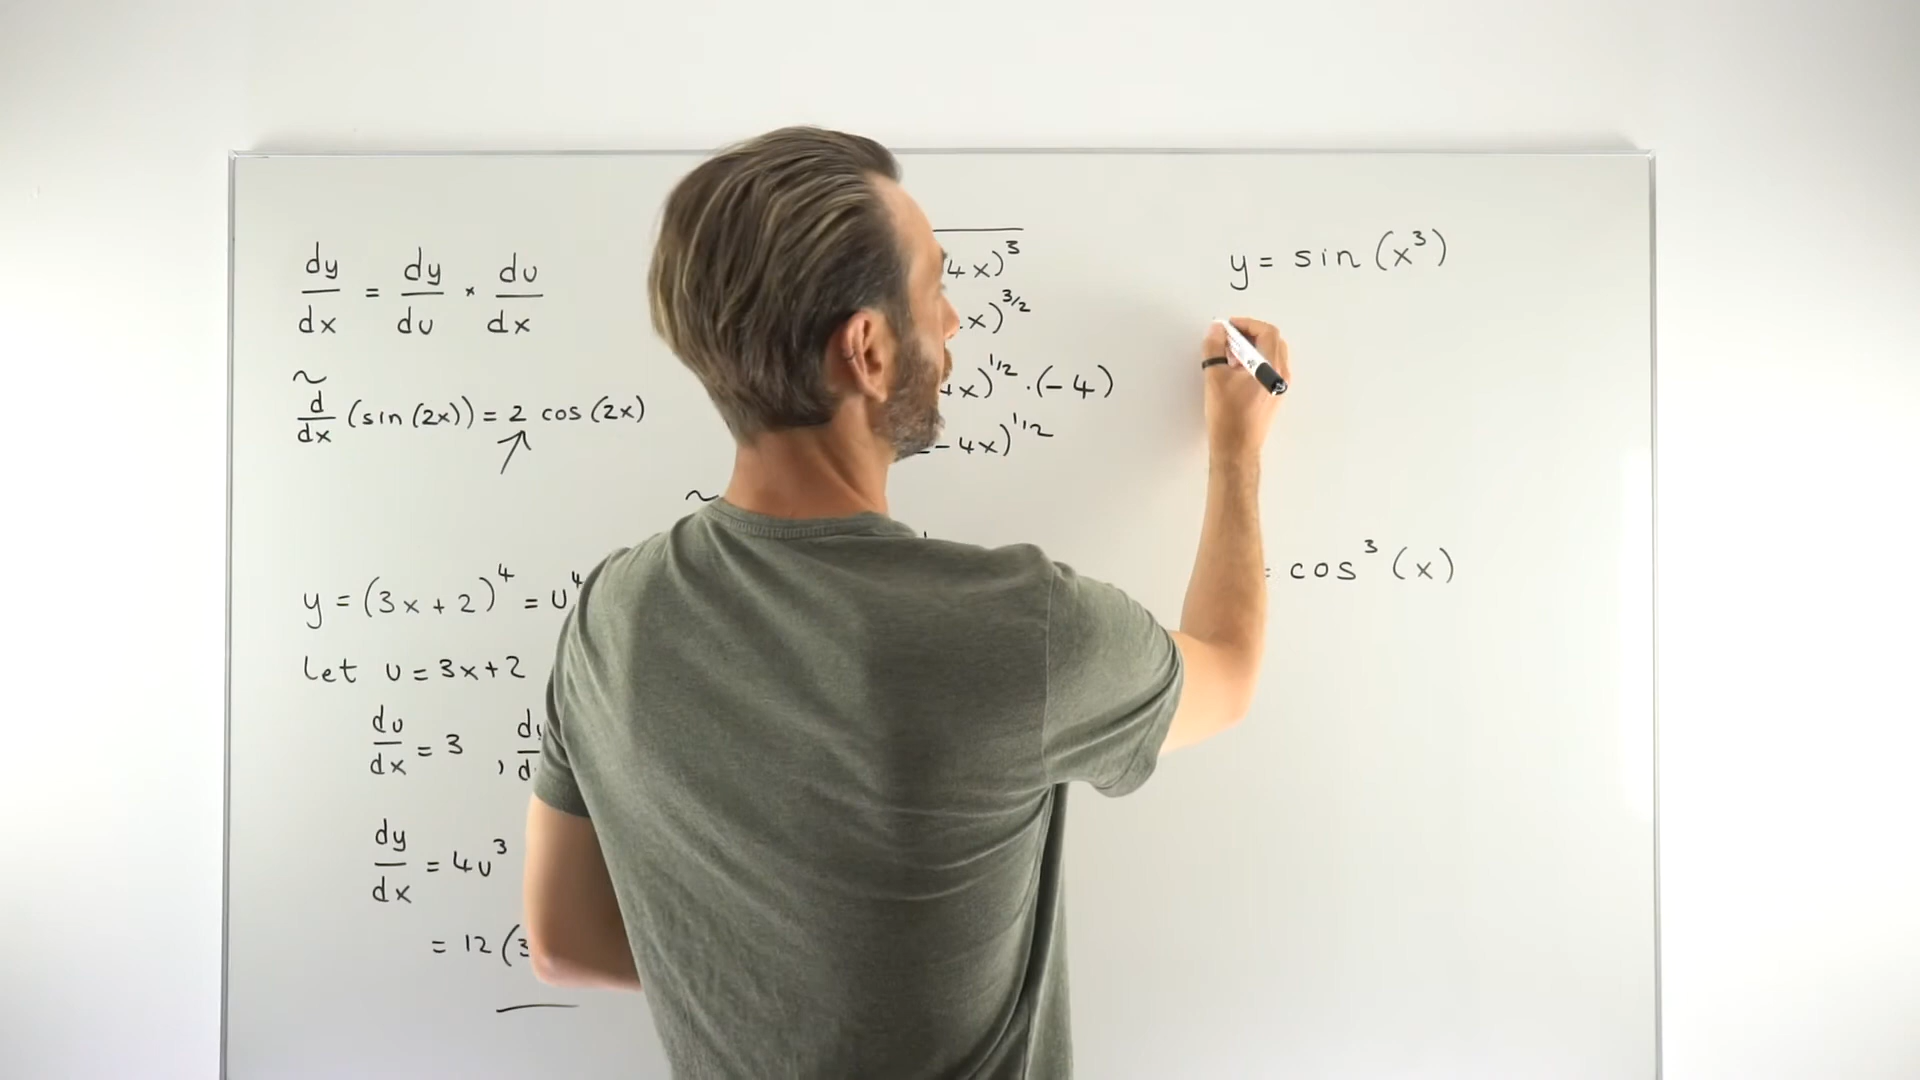 dy/dx = dy/du × du/dx
d/dx (sin (2x)) = 2 cos (2x)
y = (3x + 2)^4 = u^4
Let u = 3x + 2
du/dx = 3 ,
dy/dx = 4u^3
= 12 (3
4x)^3
x)^3/2
x)^1/2 . (-4)
- 4x)^1/2
y = sin (x^3)
= cos^3 (x)